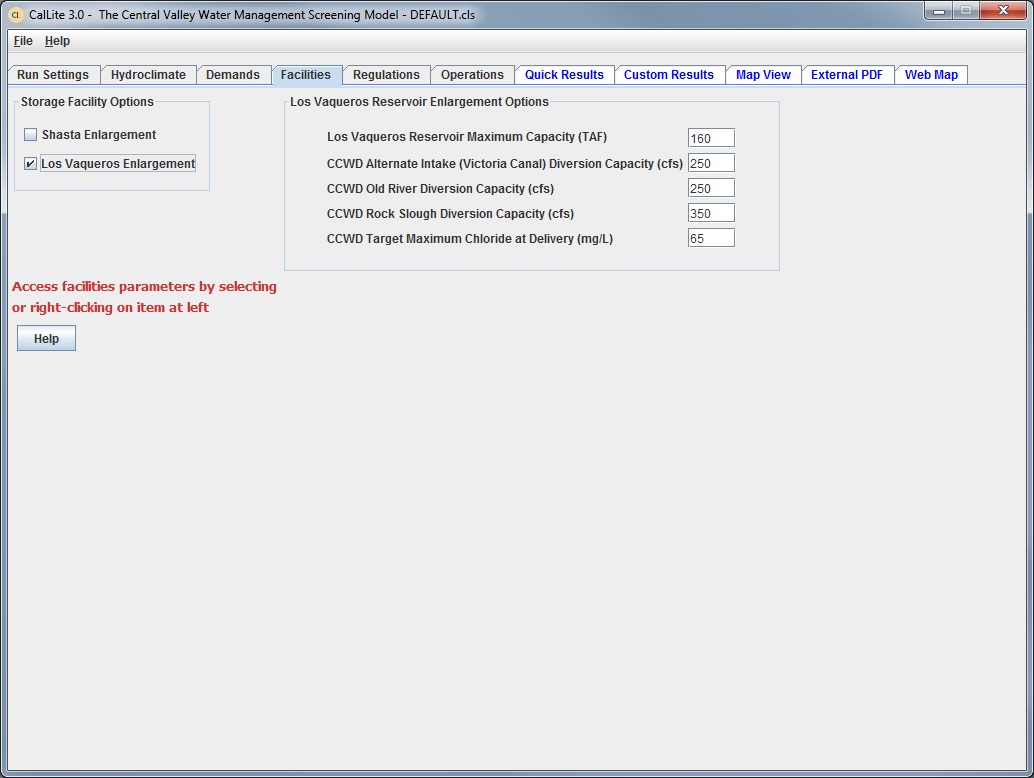 CL CalLite 3.0 - The Central Valley Water Management Screening Model - DEFAULT.cls
File Help
Run Settings Hydroclimate Demands Facilities Regulations Operations Quick Results Custom Results Map View External PDF Web Map
Storage Facility Options
Shasta Enlargement
Los Vaqueros Enlargement
Los Vaqueros Reservoir Enlargement Options
Los Vaqueros Reservoir Maximum Capacity (TAF) 160
CCWD Alternate Intake (Victoria Canal) Diversion Capacity (cfs) 250
CCWD Old River Diversion Capacity (cfs) 250
CCWD Rock Slough Diversion Capacity (cfs) 350
CCWD Target Maximum Chloride at Delivery (mg/L) 65
Access facilities parameters by selecting
or right-clicking on item at left
Help